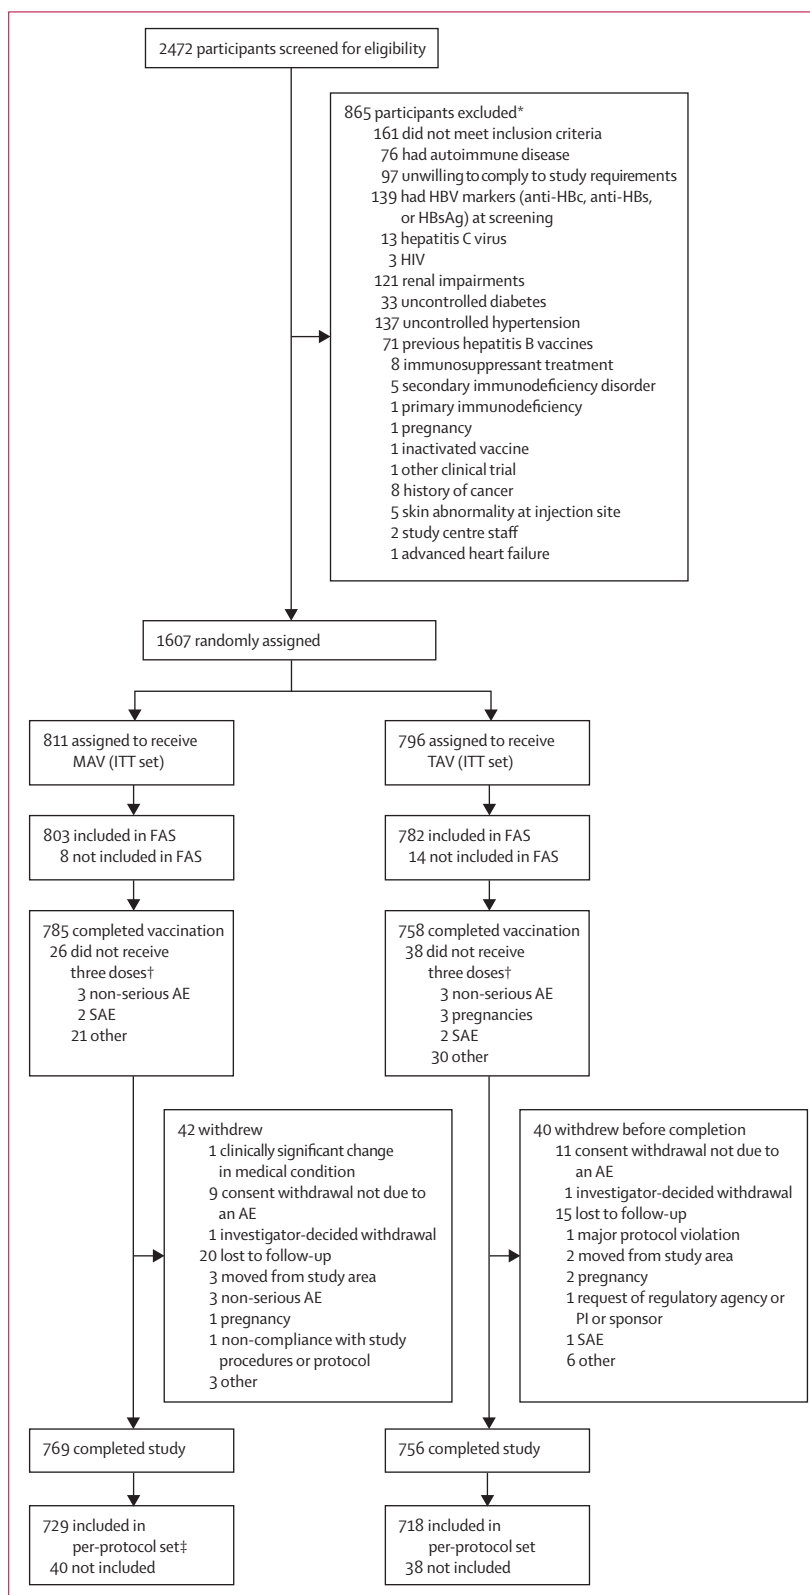 2472 participants screened for eligibility
865 participants excluded*
161 did not meet inclusion criteria
76 had autoimmune disease
97 unwilling to comply to study requirements
139 had HBV markers (anti-HBc, anti-HBs,
or HBsAg) at screening
13 hepatitis C virus
3 HIV
121 renal impairments
33 uncontrolled diabetes
137 uncontrolled hypertension
71 previous hepatitis B vaccines
8 immunosuppressant treatment
5 secondary immunodeficiency disorder
1 primary immunodeficiency
1 pregnancy
1 inactivated vaccine
1 other clinical trial
8 history of cancer
5 skin abnormality at injection site
2 study centre staff
1 advanced heart failure
1607 randomly assigned
811 assigned to receive
MAV (ITT set)
796 assigned to receive
TAV (ITT set)
803 included in FAS
8 not included in FAS
782 included in FAS
14 not included in FAS
785 completed vaccination
26 did not receive
three doses†
3 non-serious AE
2 SAE
21 other
758 completed vaccination
38 did not receive
three doses†
3 non-serious AE
3 pregnancies
2 SAE
30 other
42 withdrew
1 clinically significant change
in medical condition
9 consent withdrawal not due to
an AE
1 investigator-decided withdrawal
20 lost to follow-up
3 moved from study area
3 non-serious AE
1 pregnancy
1 non-compliance with study
procedures or protocol
3 other
40 withdrew before completion
11 consent withdrawal not due to
an AE
1 investigator-decided withdrawal
15 lost to follow-up
1 major protocol violation
2 moved from study area
2 pregnancy
1 request of regulatory agency or
PI or sponsor
1 SAE
6 other
769 completed study
756 completed study
729 included in
per-protocol set‡
40 not included
718 included in
per-protocol set
38 not included